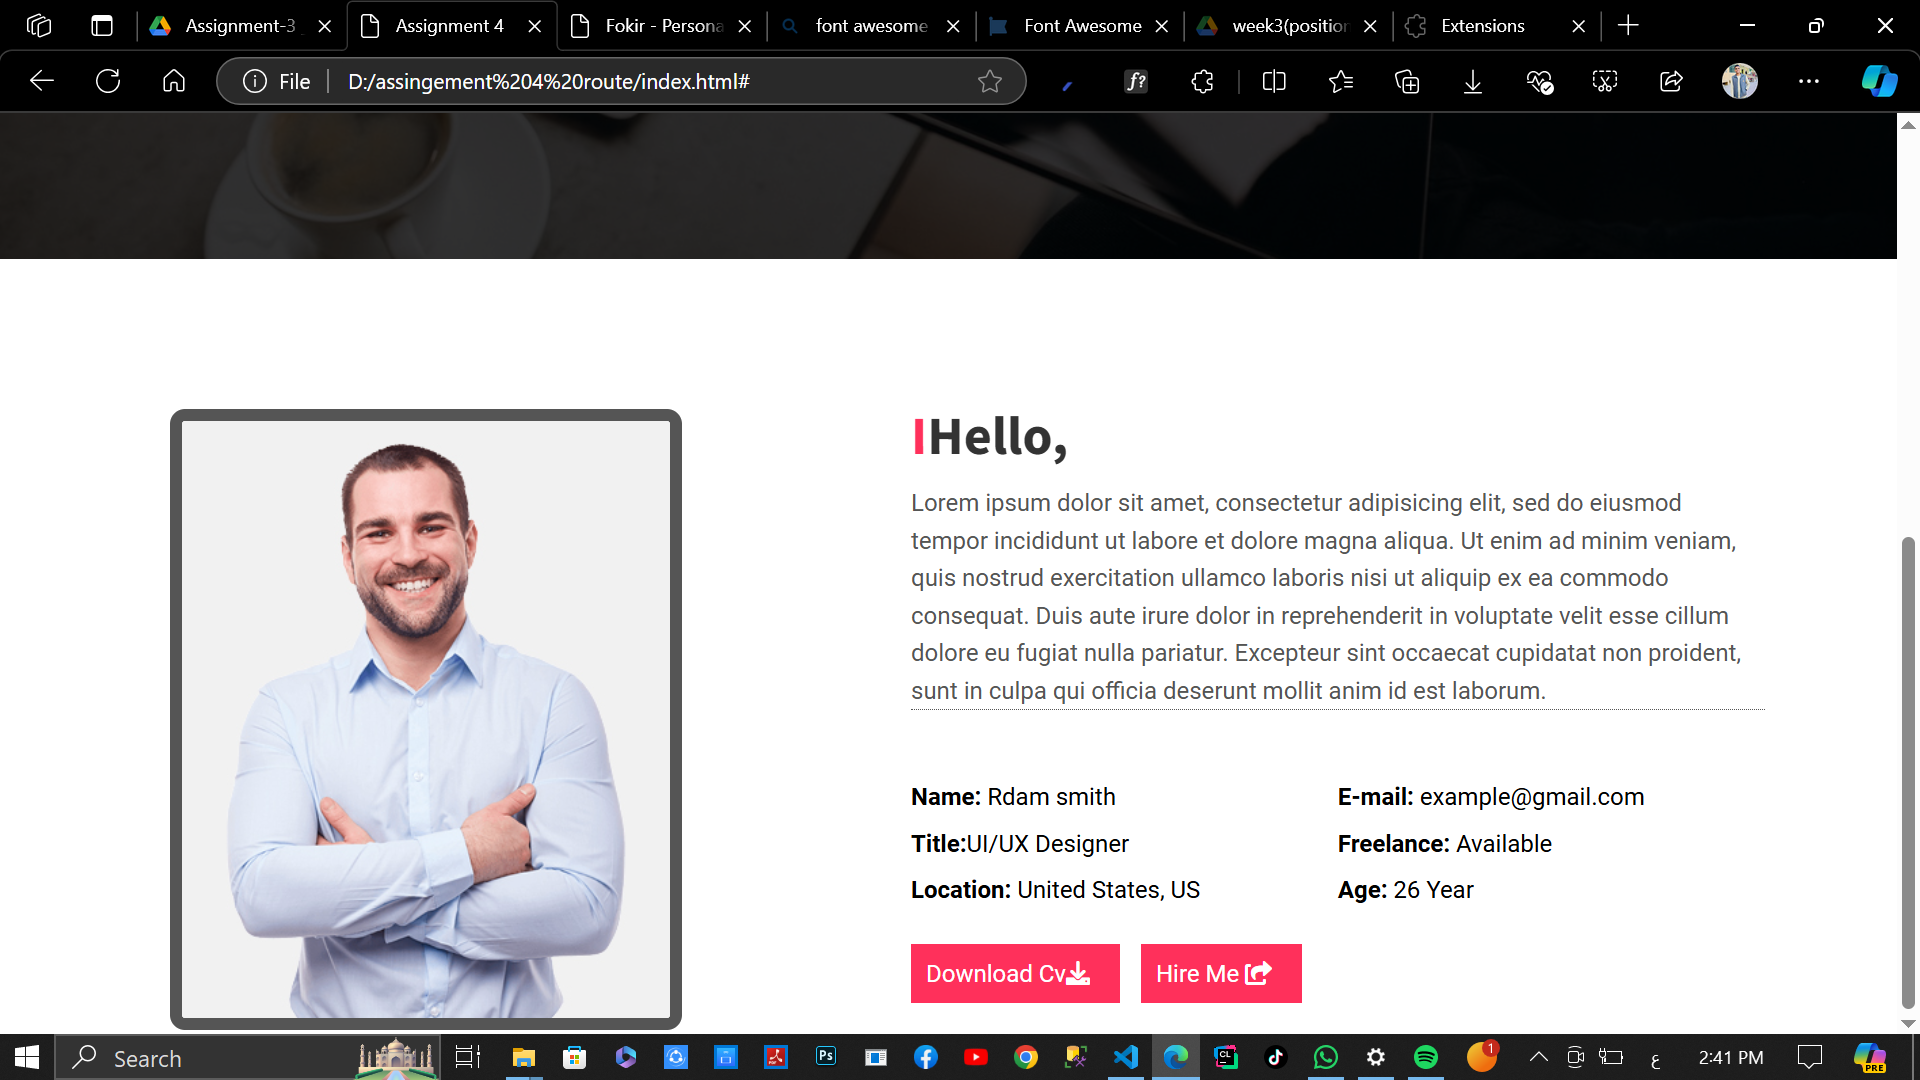 Assignment-3
Assignment 4
Fokir - Persona
font awesome
Font Awesome
week3(position
Extensions
File
D:/assingement%204%20route/index.html#
f?
IHello,
Lorem ipsum dolor sit amet, consectetur adipisicing elit, sed do eiusmod
tempor incididunt ut labore et dolore magna aliqua. Ut enim ad minim veniam,
quis nostrud exercitation ullamco laboris nisi ut aliquip ex ea commodo
consequat. Duis aute irure dolor in reprehenderit in voluptate velit esse cillum
dolore eu fugiat nulla pariatur. Excepteur sint occaecat cupidatat non proident,
sunt in culpa qui officia deserunt mollit anim id est laborum.
Name: Rdam smith
E-mail: example@gmail.com
Title:UI/UX Designer
Freelance: Available
Location: United States, US
Age: 26 Year
Download Cv
Hire Me
Search
Ps
CL
1
ع
2:41 PM
PRE